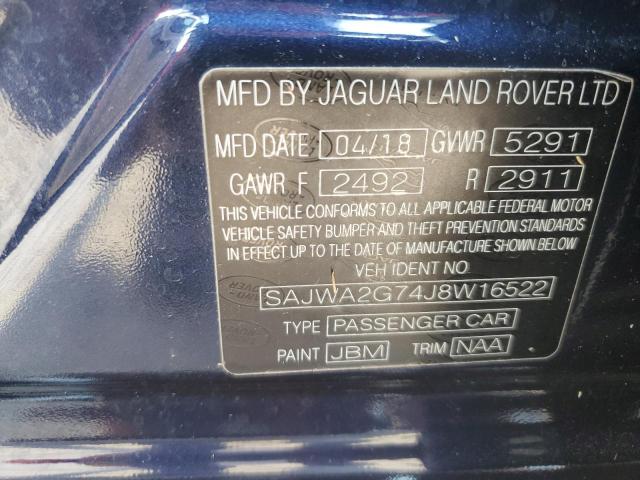 MFD BY JAGUAR LAND ROVER LTD
MFD DATE: 04/18 GVWR 5291
GAWR F 2492 R 2911
THIS VEHICLE CONFORMS TO ALL APPLICABLE FEDERAL MOTOR
VEHICLE SAFETY BUMPER AND THEFT PREVENTION STANDARDS
IN EFFECT UP TO THE DATE OF MANUFACTURE SHOWN BELOW
VEH IDENT NO
SAJWA2G74J8W16522
TYPE PASSENGER CAR
PAINT JBM TRIM NAA